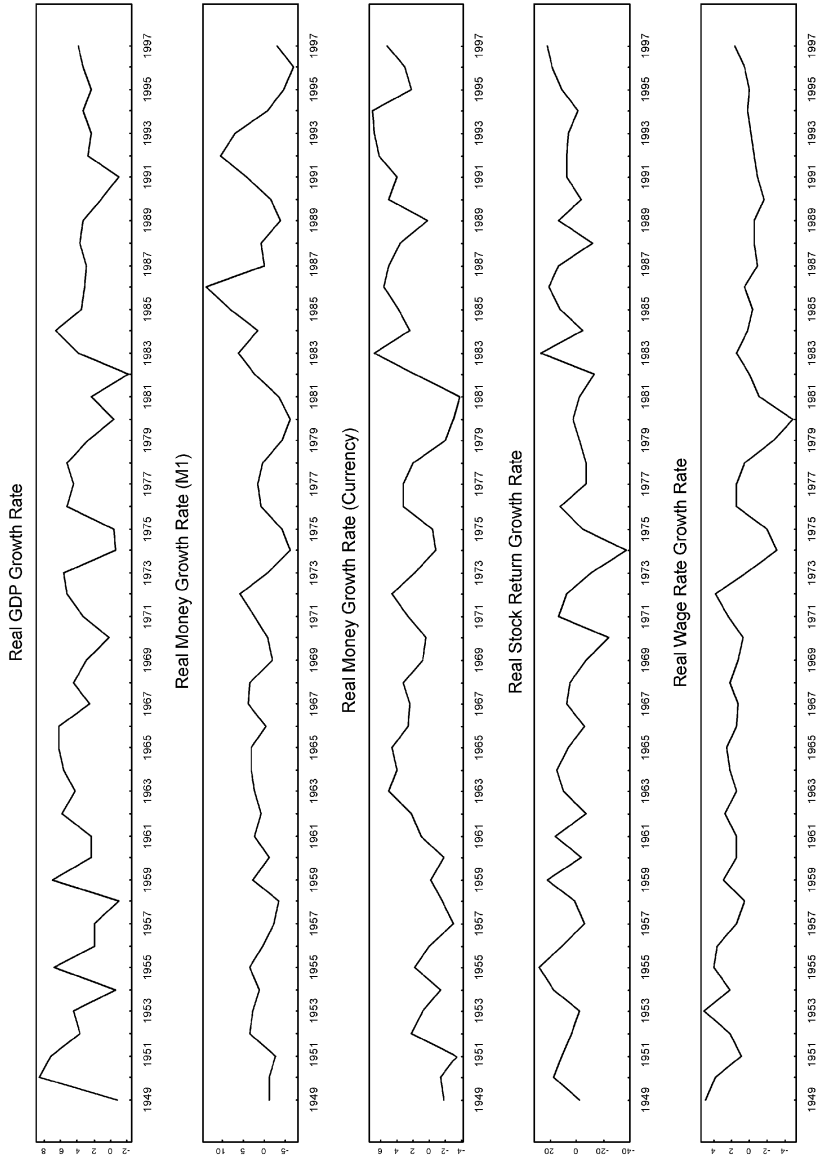 Real GDP Growth Rate
8
6
4
2
0
-2
1949 1951 1953 1955 1957 1959 1961 1963 1965 1967 1969 1971 1973 1975 1977 1979 1981 1983 1985 1987 1989 1991 1993 1995 1997
Real Money Growth Rate (M1)
10
5
0
-5
1949 1951 1953 1955 1957 1959 1961 1963 1965 1967 1969 1971 1973 1975 1977 1979 1981 1983 1985 1987 1989 1991 1993 1995 1997
Real Money Growth Rate (Currency)
6
4
2
0
-2
-4
1949 1951 1953 1955 1957 1959 1961 1963 1965 1967 1969 1971 1973 1975 1977 1979 1981 1983 1985 1987 1989 1991 1993 1995 1997
Real Stock Return Growth Rate
20
0
-20
-40
1949 1951 1953 1955 1957 1959 1961 1963 1965 1967 1969 1971 1973 1975 1977 1979 1981 1983 1985 1987 1989 1991 1993 1995 1997
Real Wage Rate Growth
4
2
0
-2
-4
1949 1951 1953 1955 1957 1959 1961 1963 1965 1967 1969 1971 1973 1975 1977 1979 1981 1983 1985 1987 1989 1991 1993 1995 1997